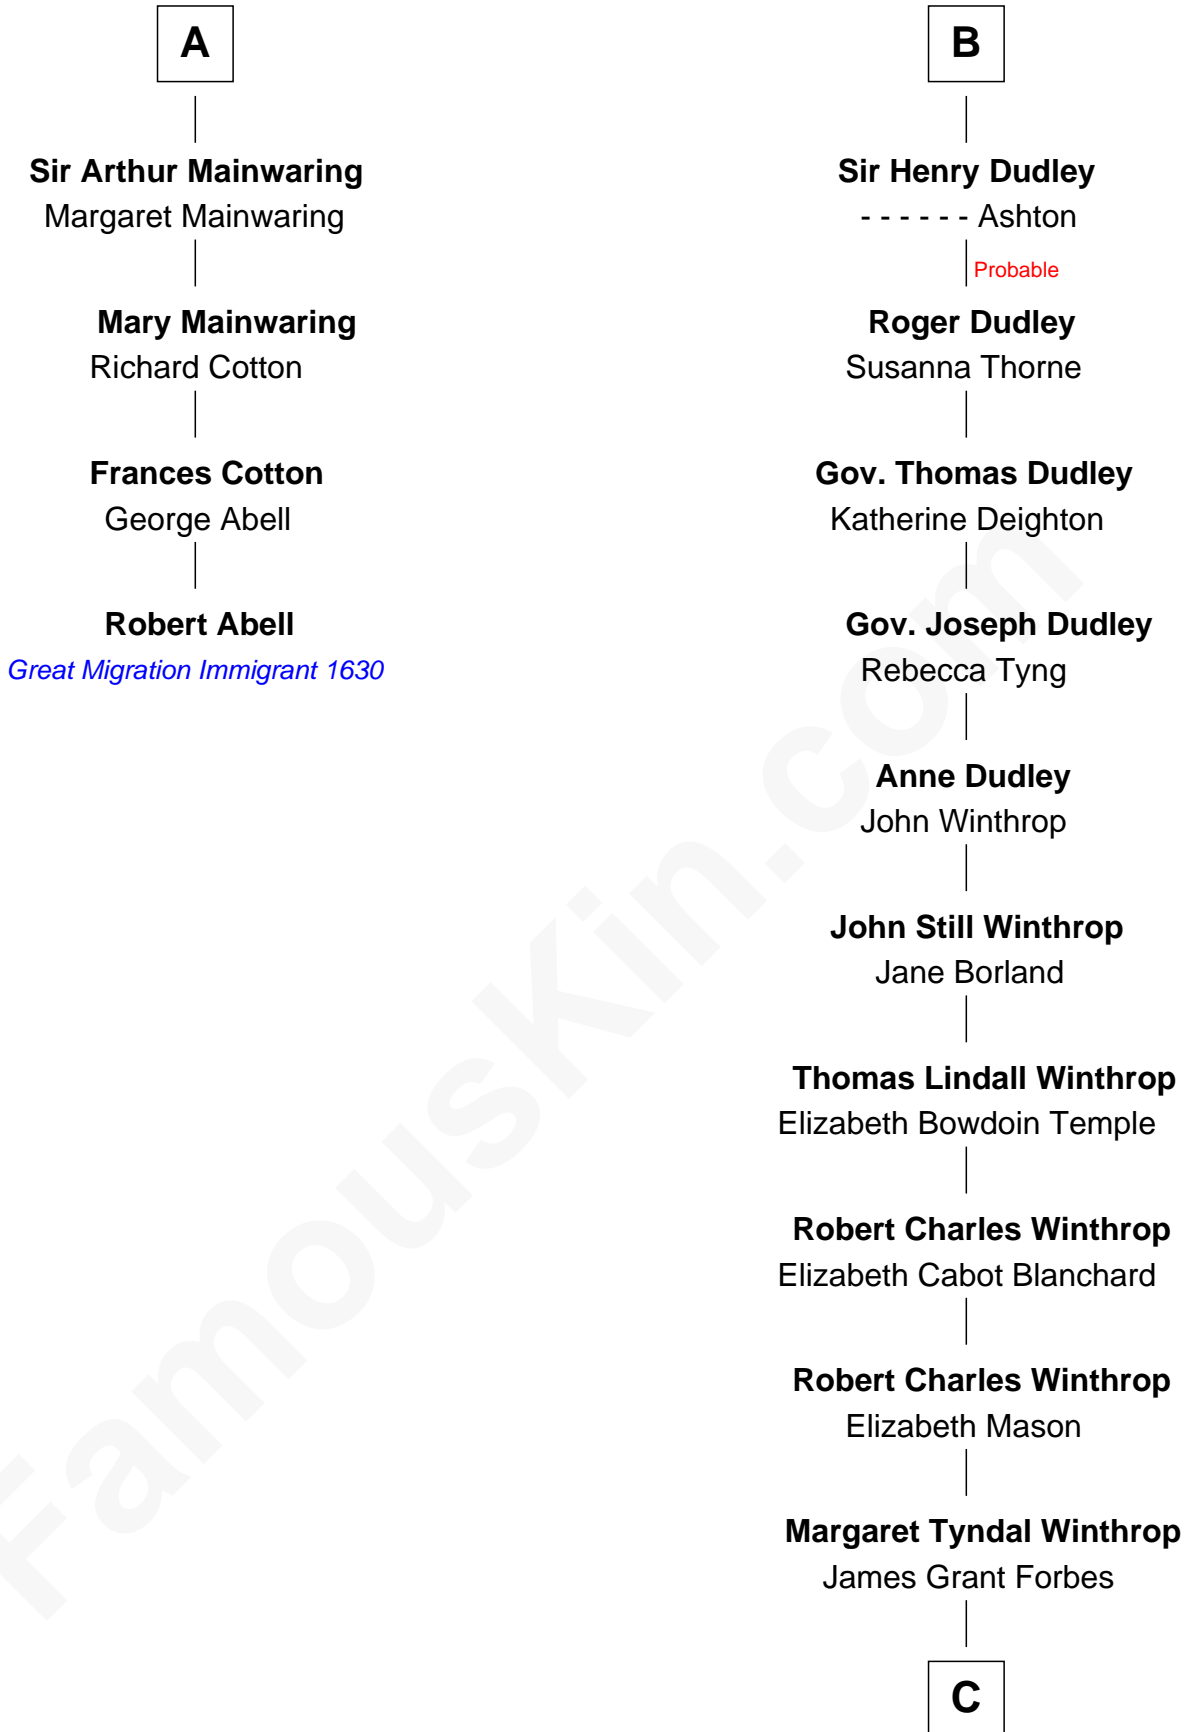 A
Sir Arthur Mainwaring
Margaret Mainwaring
Mary Mainwaring
Richard Cotton
Frances Cotton
George Abell
Robert Abell
Great Migration Immigrant 1630
B
Sir Henry Dudley
- - - - - - Ashton
Probable
Roger Dudley
Susanna Thorne
Gov. Thomas Dudley
Katherine Deighton
Gov. Joseph Dudley
Rebecca Tyng
Anne Dudley
John Winthrop
John Still Winthrop
Jane Borland
Thomas Lindall Winthrop
Elizabeth Bowdoin Temple
Robert Charles Winthrop
Elizabeth Cabot Blanchard
Robert Charles Winthrop
Elizabeth Mason
Margaret Tyndal Winthrop
James Grant Forbes
C
FamousKin.com